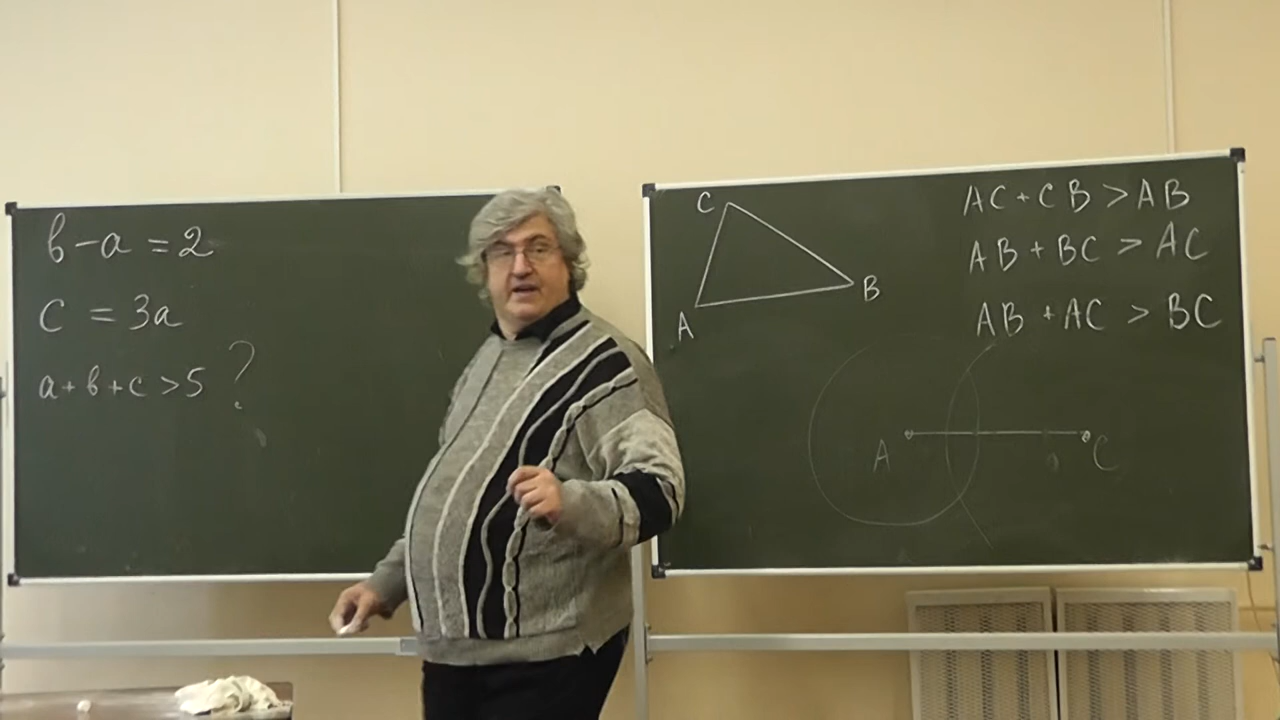 b-a=2
c=3a
a+b+c>5 ?
C
B
A
AC+CB>AB
AB+BC>AC
AB+AC>BC
A C